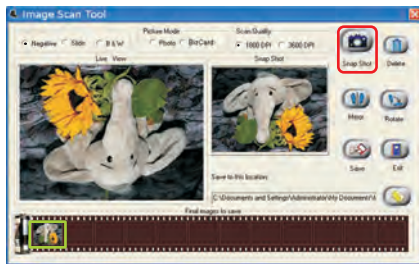 Image Scan Tool
Picture Mode
Scan Quality
Negative Slide B & W Photo BizCard 1800 DPI 3600 DPI
Live View
Snap Shot
Snap Shot
Delete
Mirror
Rotate
Save
Exit
Save to this location
C:\Documents and Settings\Administrator\My Documents\
Final images to save